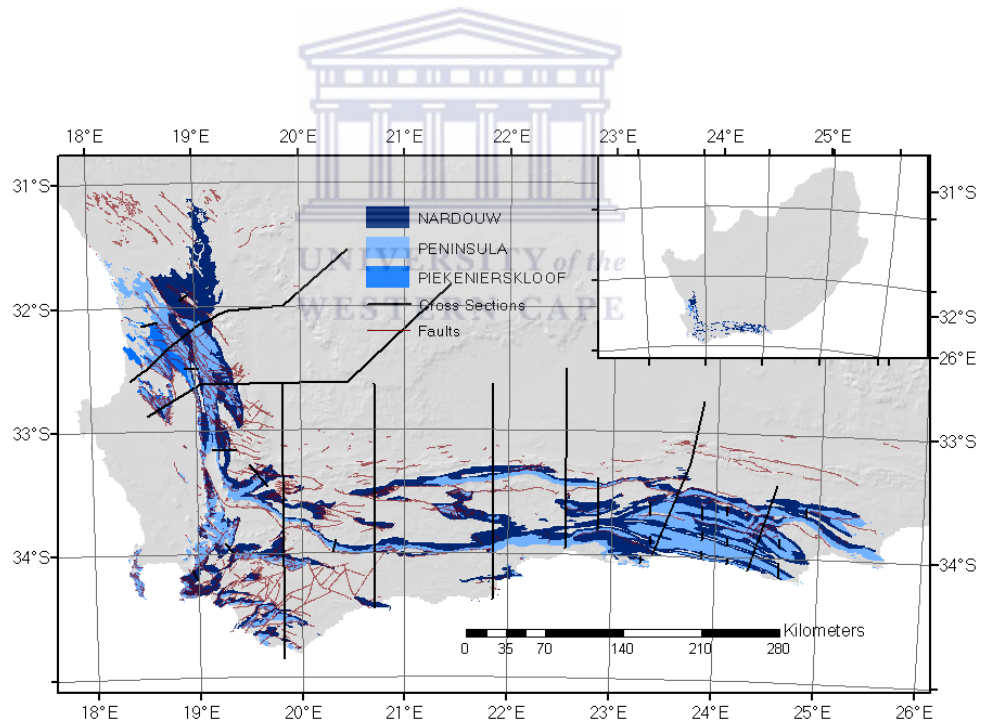 18°E 19°E 20°E 21°E 22°E 23°E 24°E 25°E
31°S 31°S
NARDOUW
PENINSULA
UNIVERSITY of the
PIEKENIERSKLOOF
WESTERN CAPE
Cross Sections
Faults
32°S 32°S
26°E
33°S 33°S
34°S 34°S
Kilometers
0 35 70 140 210 280
18°E 19°E 20°E 21°E 22°E 23°E 24°E 25°E 26°E